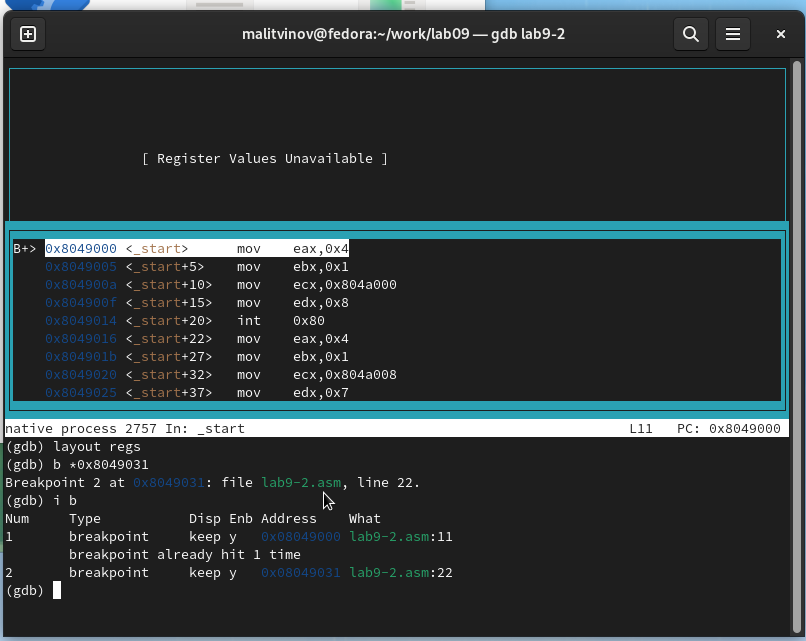 malitvinov@fedora:~/work/lab09 — gdb lab9-2
[ Register Values Unavailable ]
B+> 0x8049000 <_start>      mov    eax,0x4
    0x8049005 <_start+5>    mov    ebx,0x1
    0x804900a <_start+10>   mov    ecx,0x804a000
    0x804900f <_start+15>   mov    edx,0x8
    0x8049014 <_start+20>   int    0x80
    0x8049016 <_start+22>   mov    eax,0x4
    0x804901b <_start+27>   mov    ebx,0x1
    0x8049020 <_start+32>   mov    ecx,0x804a008
    0x8049025 <_start+37>   mov    edx,0x7
native process 2757 In: _start                                                L11   PC: 0x8049000
(gdb) layout regs
(gdb) b *0x8049031
Breakpoint 2 at 0x8049031: file lab9-2.asm, line 22.
(gdb) i b
Num     Type           Disp Enb Address    What
1       breakpoint     keep y   0x08049000 lab9-2.asm:11
        breakpoint already hit 1 time
2       breakpoint     keep y   0x08049031 lab9-2.asm:22
(gdb)